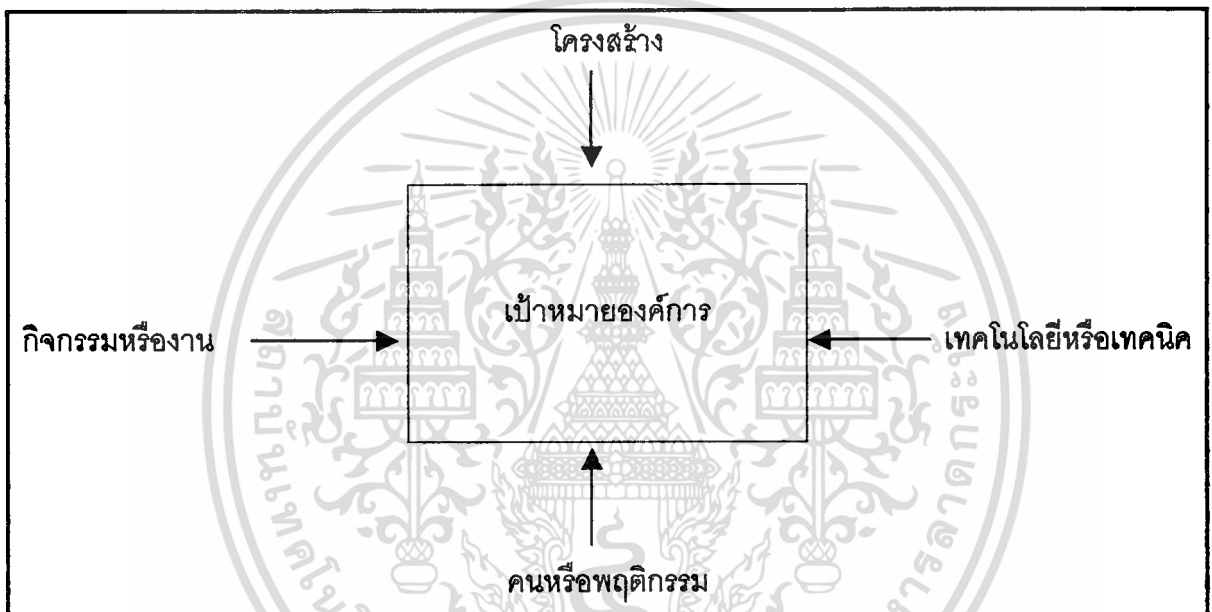 โครงสร้าง
เป้าหมายองค์การ
กิจกรรมหรืองาน
เทคโนโลยีหรือเทคนิค
คนหรือพฤติกรรม